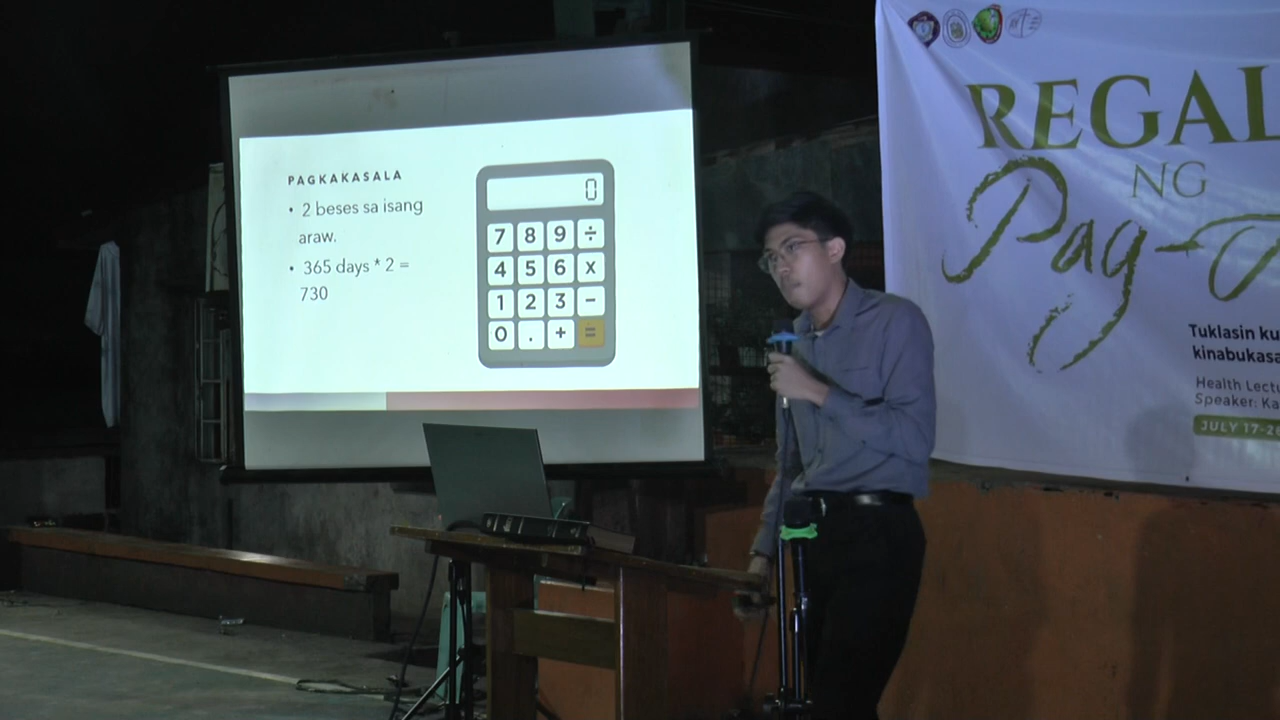 PAGKAKASALA
• 2 beses sa isang
araw.
• 365 days * 2 =
730
0
7 8 9 ÷
4 5 6 x
1 2 3 −
0 . + =
REGAL
NG
Pag-
Tuklasin ku
kinabukasa
Health Lectu
Speaker: Ka
JULY 17-2